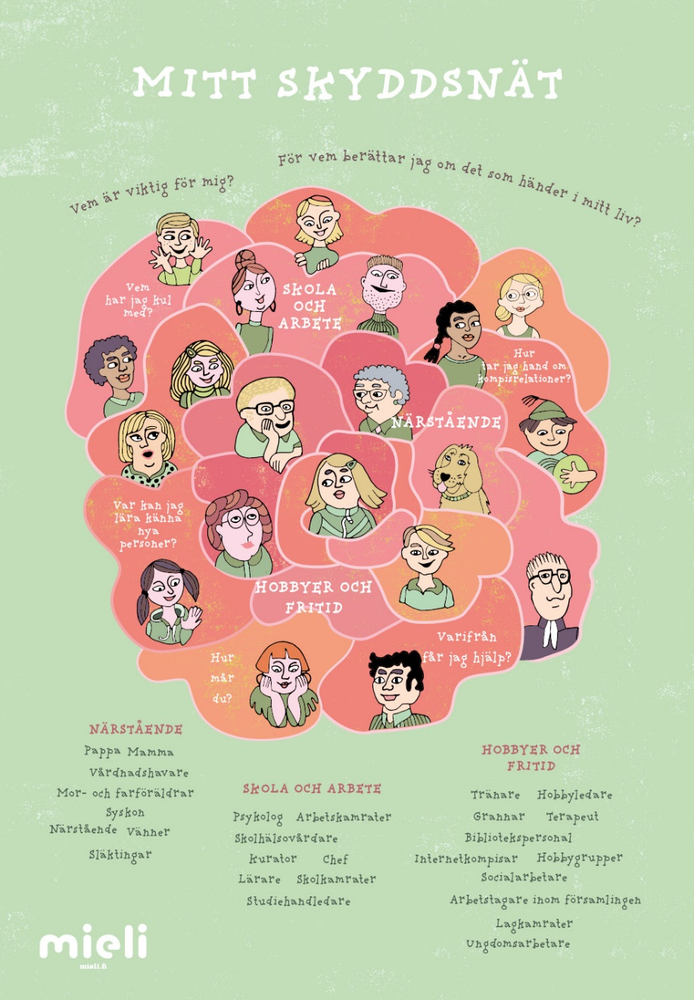 MITT SKYDDSNÄT
För vem berättar jag om det som händer i mitt liv?
Vem är viktig för mig?
Vem
har jag kul
med?
SKOLA
OCH
ARBETE
Hur
tar jag hand om
kompisrelationer?
NÄRSTÅENDE
Var kan jag
lära känna
nya
personer?
HOBBYER OCH
FRITID
Varifrån
får jag hjälp?
Hur
mår
du?
NÄRSTÅENDE
Pappa Mamma
Vårdnadshavare
Mor- och farföräldrar
Syskon
Närstående Vänner
Släktingar
SKOLA OCH ARBETE
Psykolog Arbetskamrater
Skolhälsovårdare
Kurator Chef
Lärare Skolkamrater
Studiehandledare
HOBBYER OCH
FRITID
Tränare Hobbyledare
Grannar Terapeut
Bibliotekspersonal
Internetkompisar Hobbygrupper
Socialarbetare
Arbetstagare inom församlingen
Lagkamrater
Ungdomsarbetare
mieli
mieli.fi